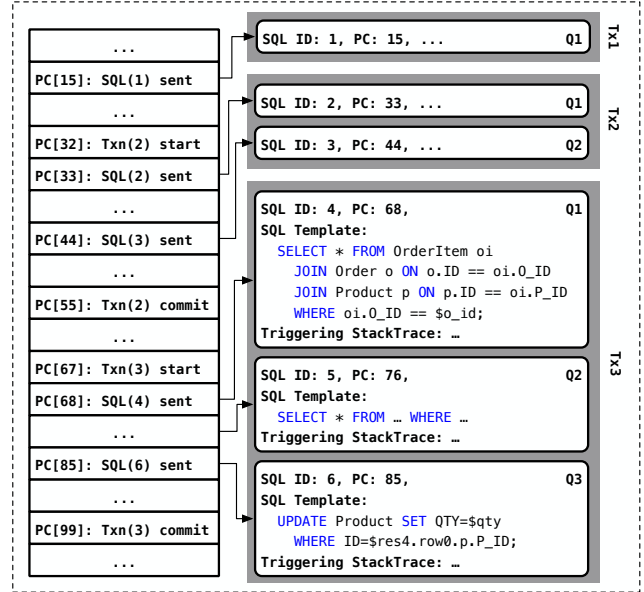 ...
PC[15]: SQL(1) sent
...
PC[32]: Txn(2) start
PC[33]: SQL(2) sent
...
PC[44]: SQL(3) sent
...
PC[55]: Txn(2) commit
...
PC[67]: Txn(3) start
PC[68]: SQL(4) sent
...
PC[85]: SQL(6) sent
...
PC[99]: Txn(3) commit
...
SQL ID: 1, PC: 15, ... Q1
Tx1
SQL ID: 2, PC: 33, ... Q1
SQL ID: 3, PC: 44, ... Q2
Tx2
SQL ID: 4, PC: 68, Q1
SQL Template:
SELECT * FROM OrderItem oi
JOIN Order o ON o.ID == oi.O_ID
JOIN Product p ON p.ID == oi.P_ID
WHERE oi.O_ID == $o_id;
Triggering StackTrace: …
SQL ID: 5, PC: 76, Q2
SQL Template:
SELECT * FROM … WHERE …
Triggering StackTrace: …
SQL ID: 6, PC: 85, Q3
SQL Template:
UPDATE Product SET QTY=$qty
WHERE ID=$res4.row0.p.P_ID;
Triggering StackTrace: …
Tx3